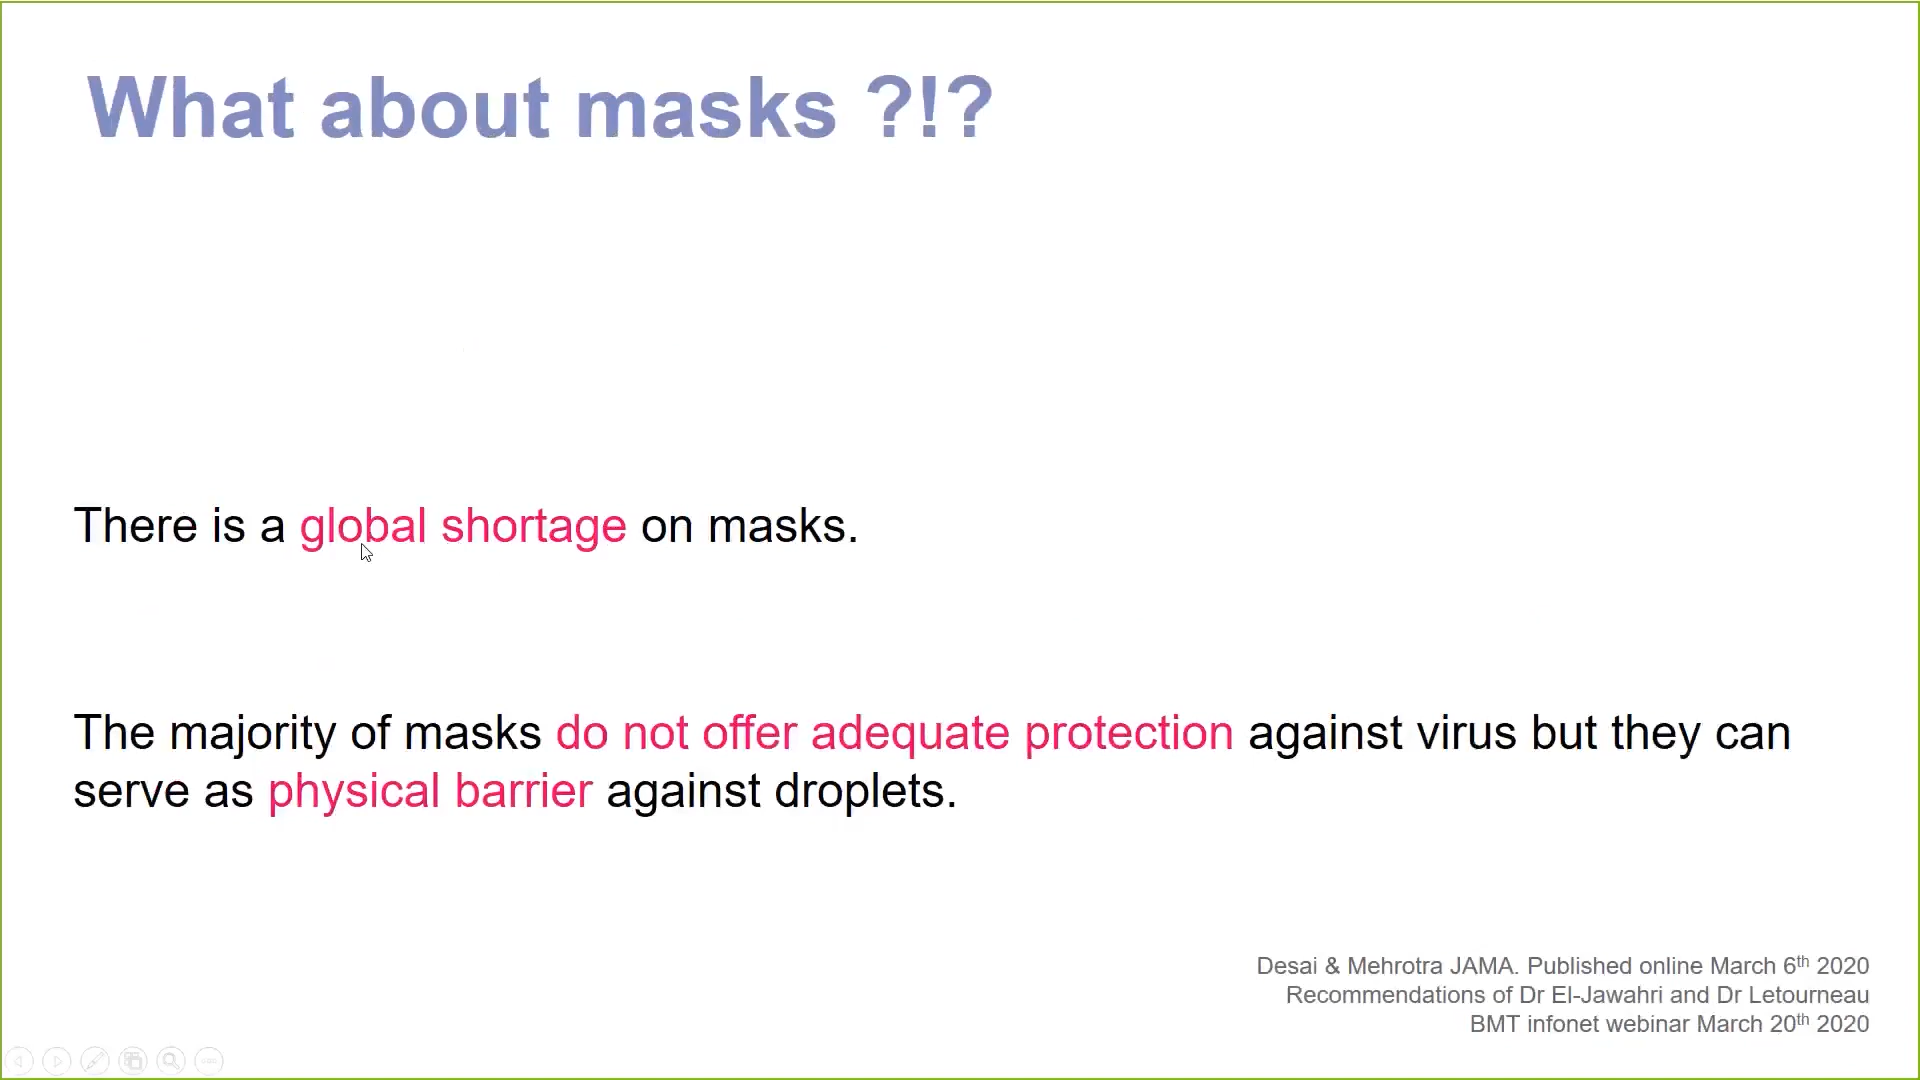 What about masks ?!?
There is a global shortage on masks.
The majority of masks do not offer adequate protection against virus but they can
serve as physical barrier against droplets.
Desai & Mehrotra JAMA. Published online March 6th 2020
Recommendations of Dr El-Jawahri and Dr Letourneau
BMT infonet webinar March 20th 2020